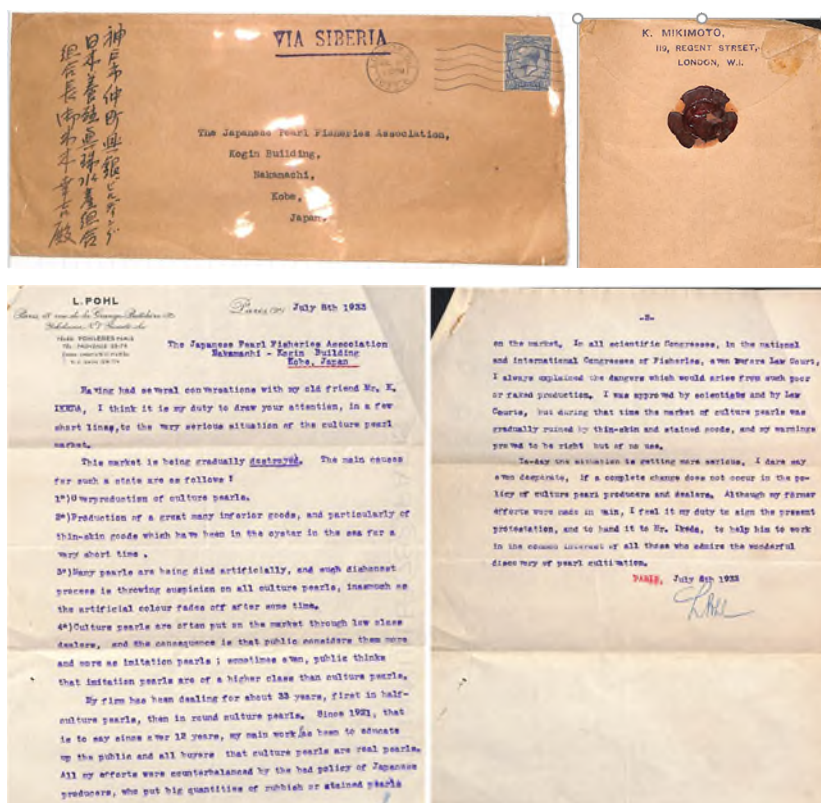 神戸市仲町興銀ビルディング
日本養殖真珠水産組合
組合長 御木本幸吉殿
VIA SIBERIA
The Japanese Pearl Fisheries Association,
Kogin Building,
Nakamachi,
Kobe,
Japan.
K. MIKIMOTO,
119, REGENT STREET,
LONDON, W.1.
L. POHL
Paris, rue de la Grange-Batelière
Paris July 8th 1933
The Japanese Pearl Fisheries Association
Nakamachi - Kogin Building
Kobe, Japan
Having had several conversations with my old friend Mr. K.
IKEDA, I think it is my duty to draw your attention, in a few
short lines, to the very serious situation of the culture pearl
market.
This market is being gradually destroyed. The main causes
for such a state are as follows :
1°)Overproduction of culture pearls.
2°)Production of a great many inferior goods, and particularly of
thin-skin goods which have been in the oyster in the sea for a
very short time .
3°)Many pearls are being died artificially, and such dishonest
process is throwing suspicion on all culture pearls, inasmuch as
the artificial colour fades off after some time.
4°)Culture pearls are often put on the market through low class
dealers, and the consequence is that public considers them more
and more as imitation pearls ; sometimes even, public thinks
that imitation pearls are of a higher class than culture pearls.
My firm has been dealing for about 33 years, first in half-
culture pearls, then in round culture pearls. Since 1921, that
is to say since over 12 years, my main work has been to educate
up the public and all buyers that culture pearls are real pearls.
All my efforts were counterbalanced by the bad policy of Japanese
producers, who put big quantities of rubbish or stained pearls
-2-
on the market. In all scientific Congresses, in the national
and international Congresses of Fisheries, even before Law Court,
I always explained the dangers which would arise from such poor
or faked production. I was approved by scientists and by Law
Courts, but during that time the market of culture pearls was
gradually ruined by thin-skin and stained goods, and my warnings
proved to be right but of no use.
To-day the situation is getting more serious, I dare say
even desperate, if a complete change does not occur in the po-
licy of culture pearl producers and dealers. Although my former
efforts were made in vain, I feel it my duty to sign the present
protestation, and to hand it to Mr. Ikeda, to help him to work
in the common interest of all those who admire the wonderful
discovery of pearl cultivation.
PARIS, July 8th 1933
L. Pohl